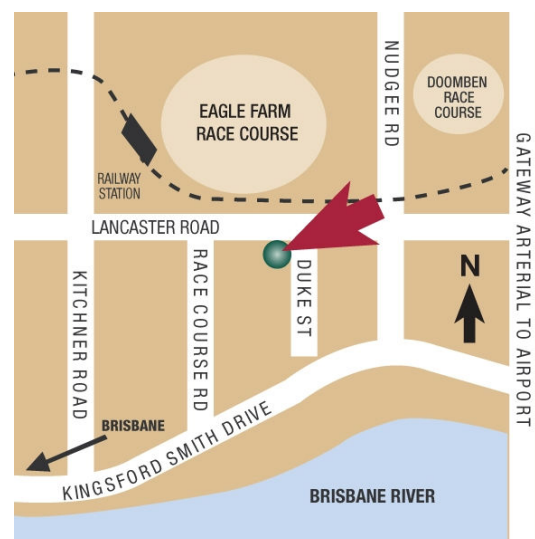 NUDGEE RD
DOOMBEN
RACE
COURSE
EAGLE FARM
RACE COURSE
GATEWAY ARTERIAL TO AIRPORT
RAILWAY
STATION
LANCASTER ROAD
KITCHNER ROAD
RACE COURSE RD
DUKE ST
N
BRISBANE
KINGSFORD SMITH DRIVE
BRISBANE RIVER